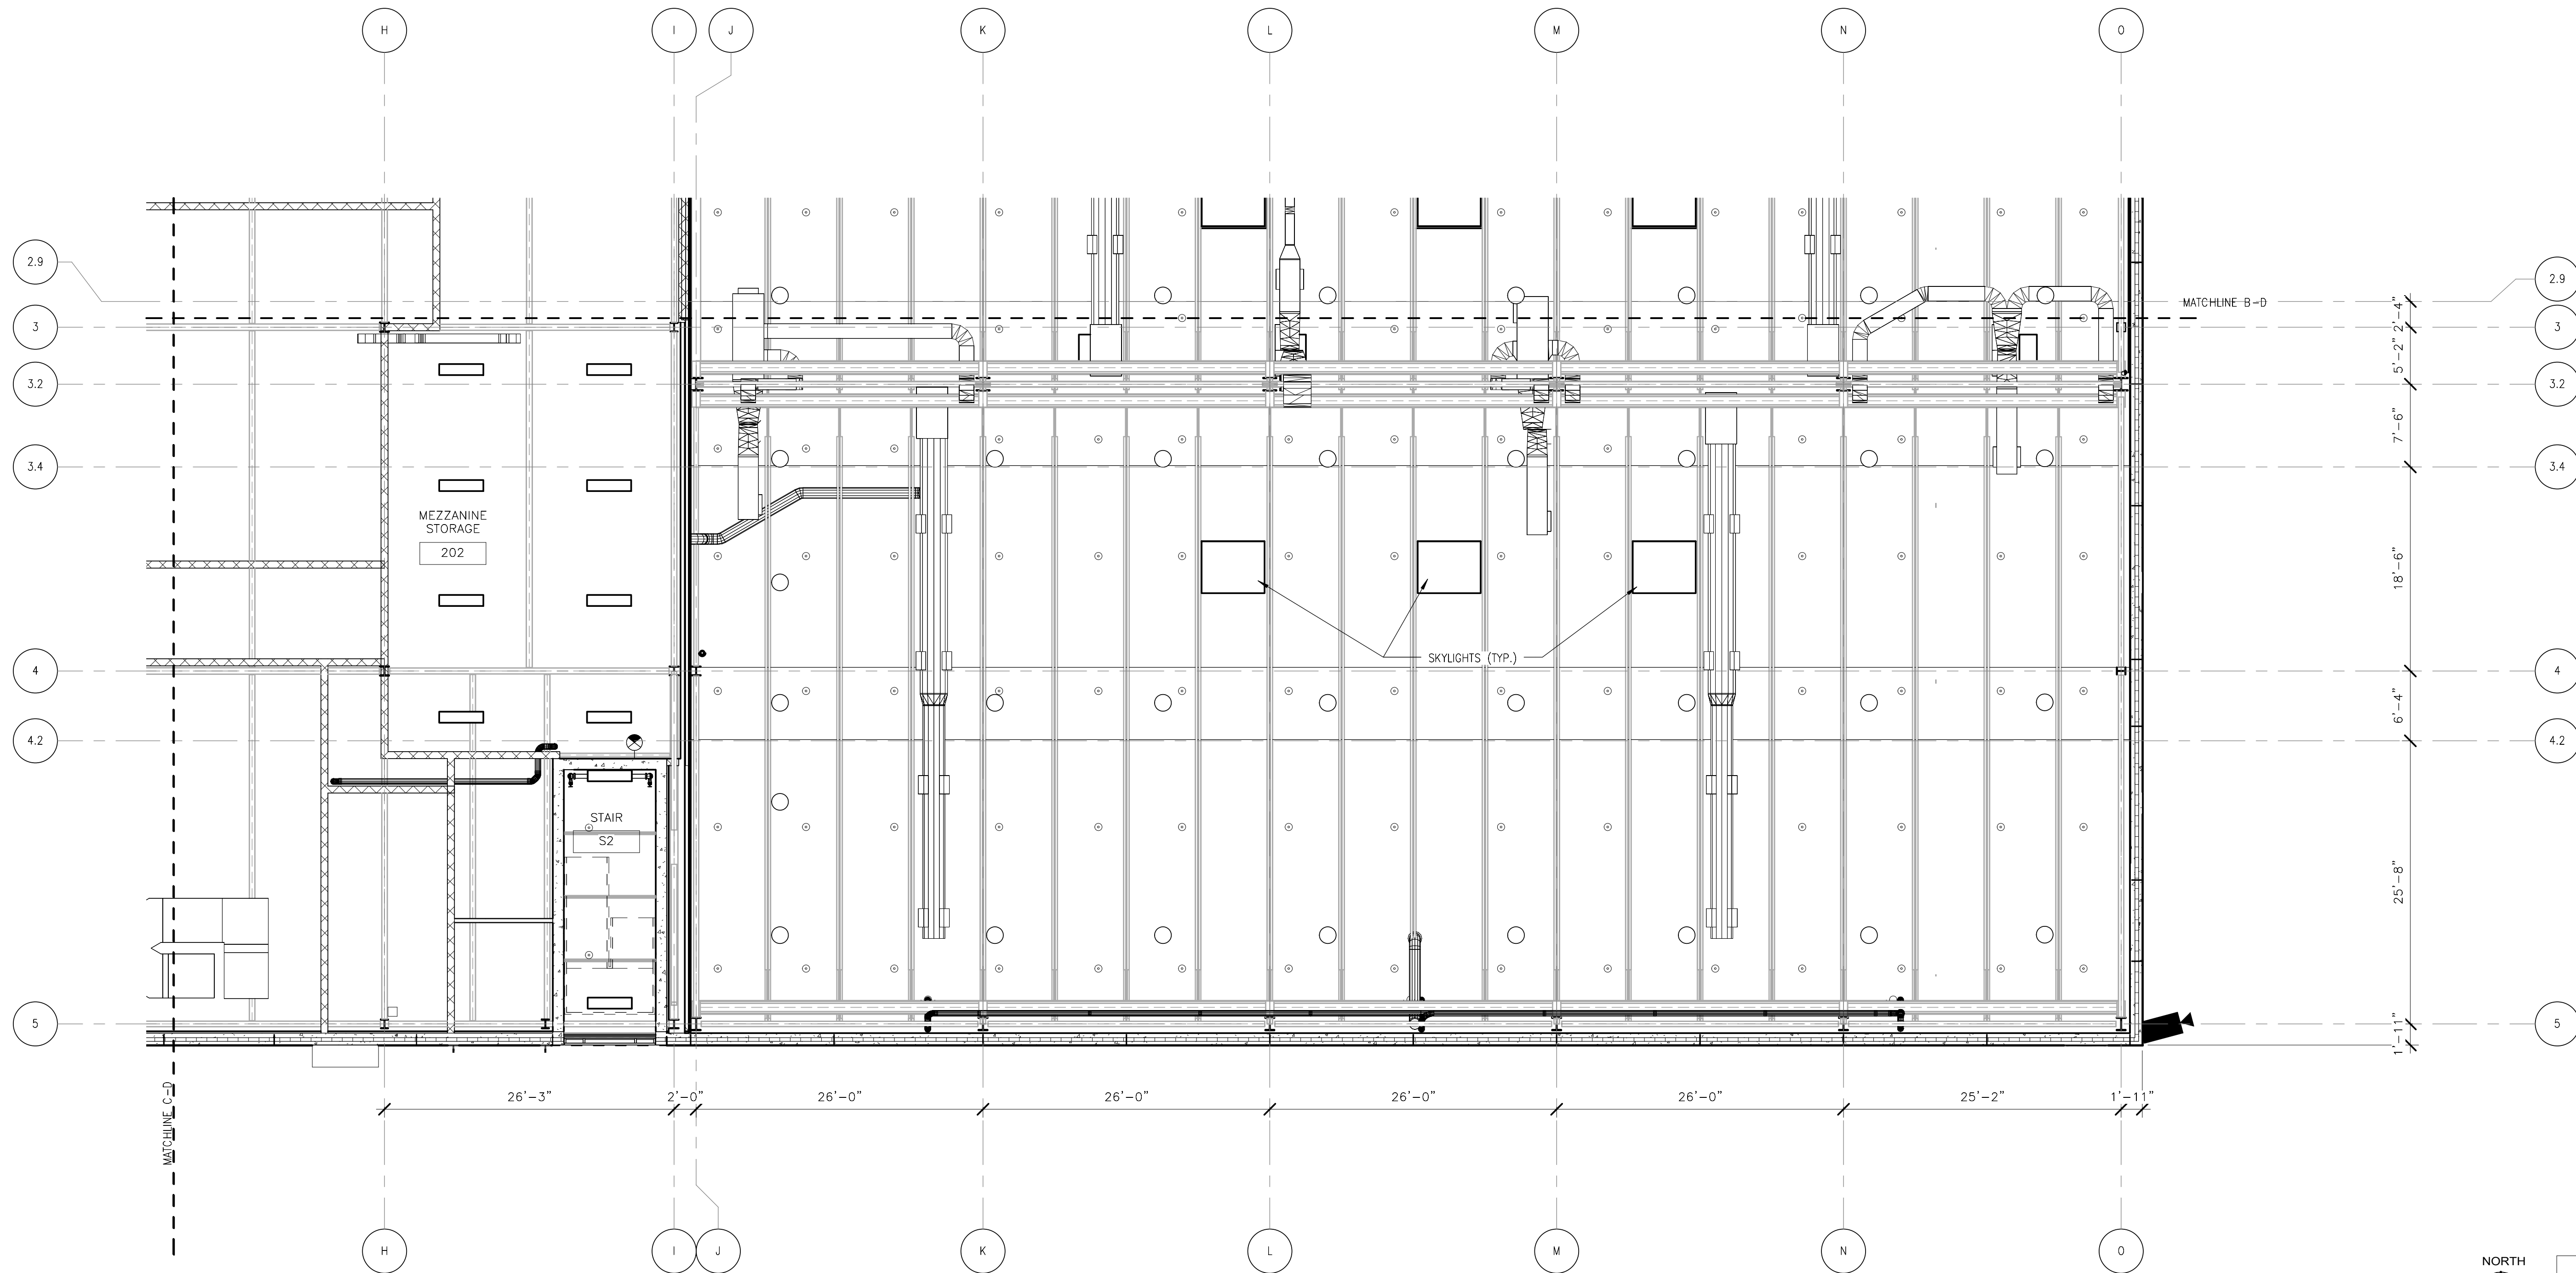 H I J K L M N O
2.9 2.9
MATCHLINE B-D
2'-4"
3 3
5'-2"
3.2 3.2
7'-6"
3.4 3.4
MEZZANINE
STORAGE
202
18'-6"
SKYLIGHTS (TYP.)
4 4
6'-4"
4.2 4.2
STAIR
S2
25'-8"
5 5
1'-11"
MATCHLINE C-D
26'-3" 2'-0" 26'-0" 26'-0" 26'-0" 26'-0" 25'-2" 1'-11"
H I J K L M N O
NORTH